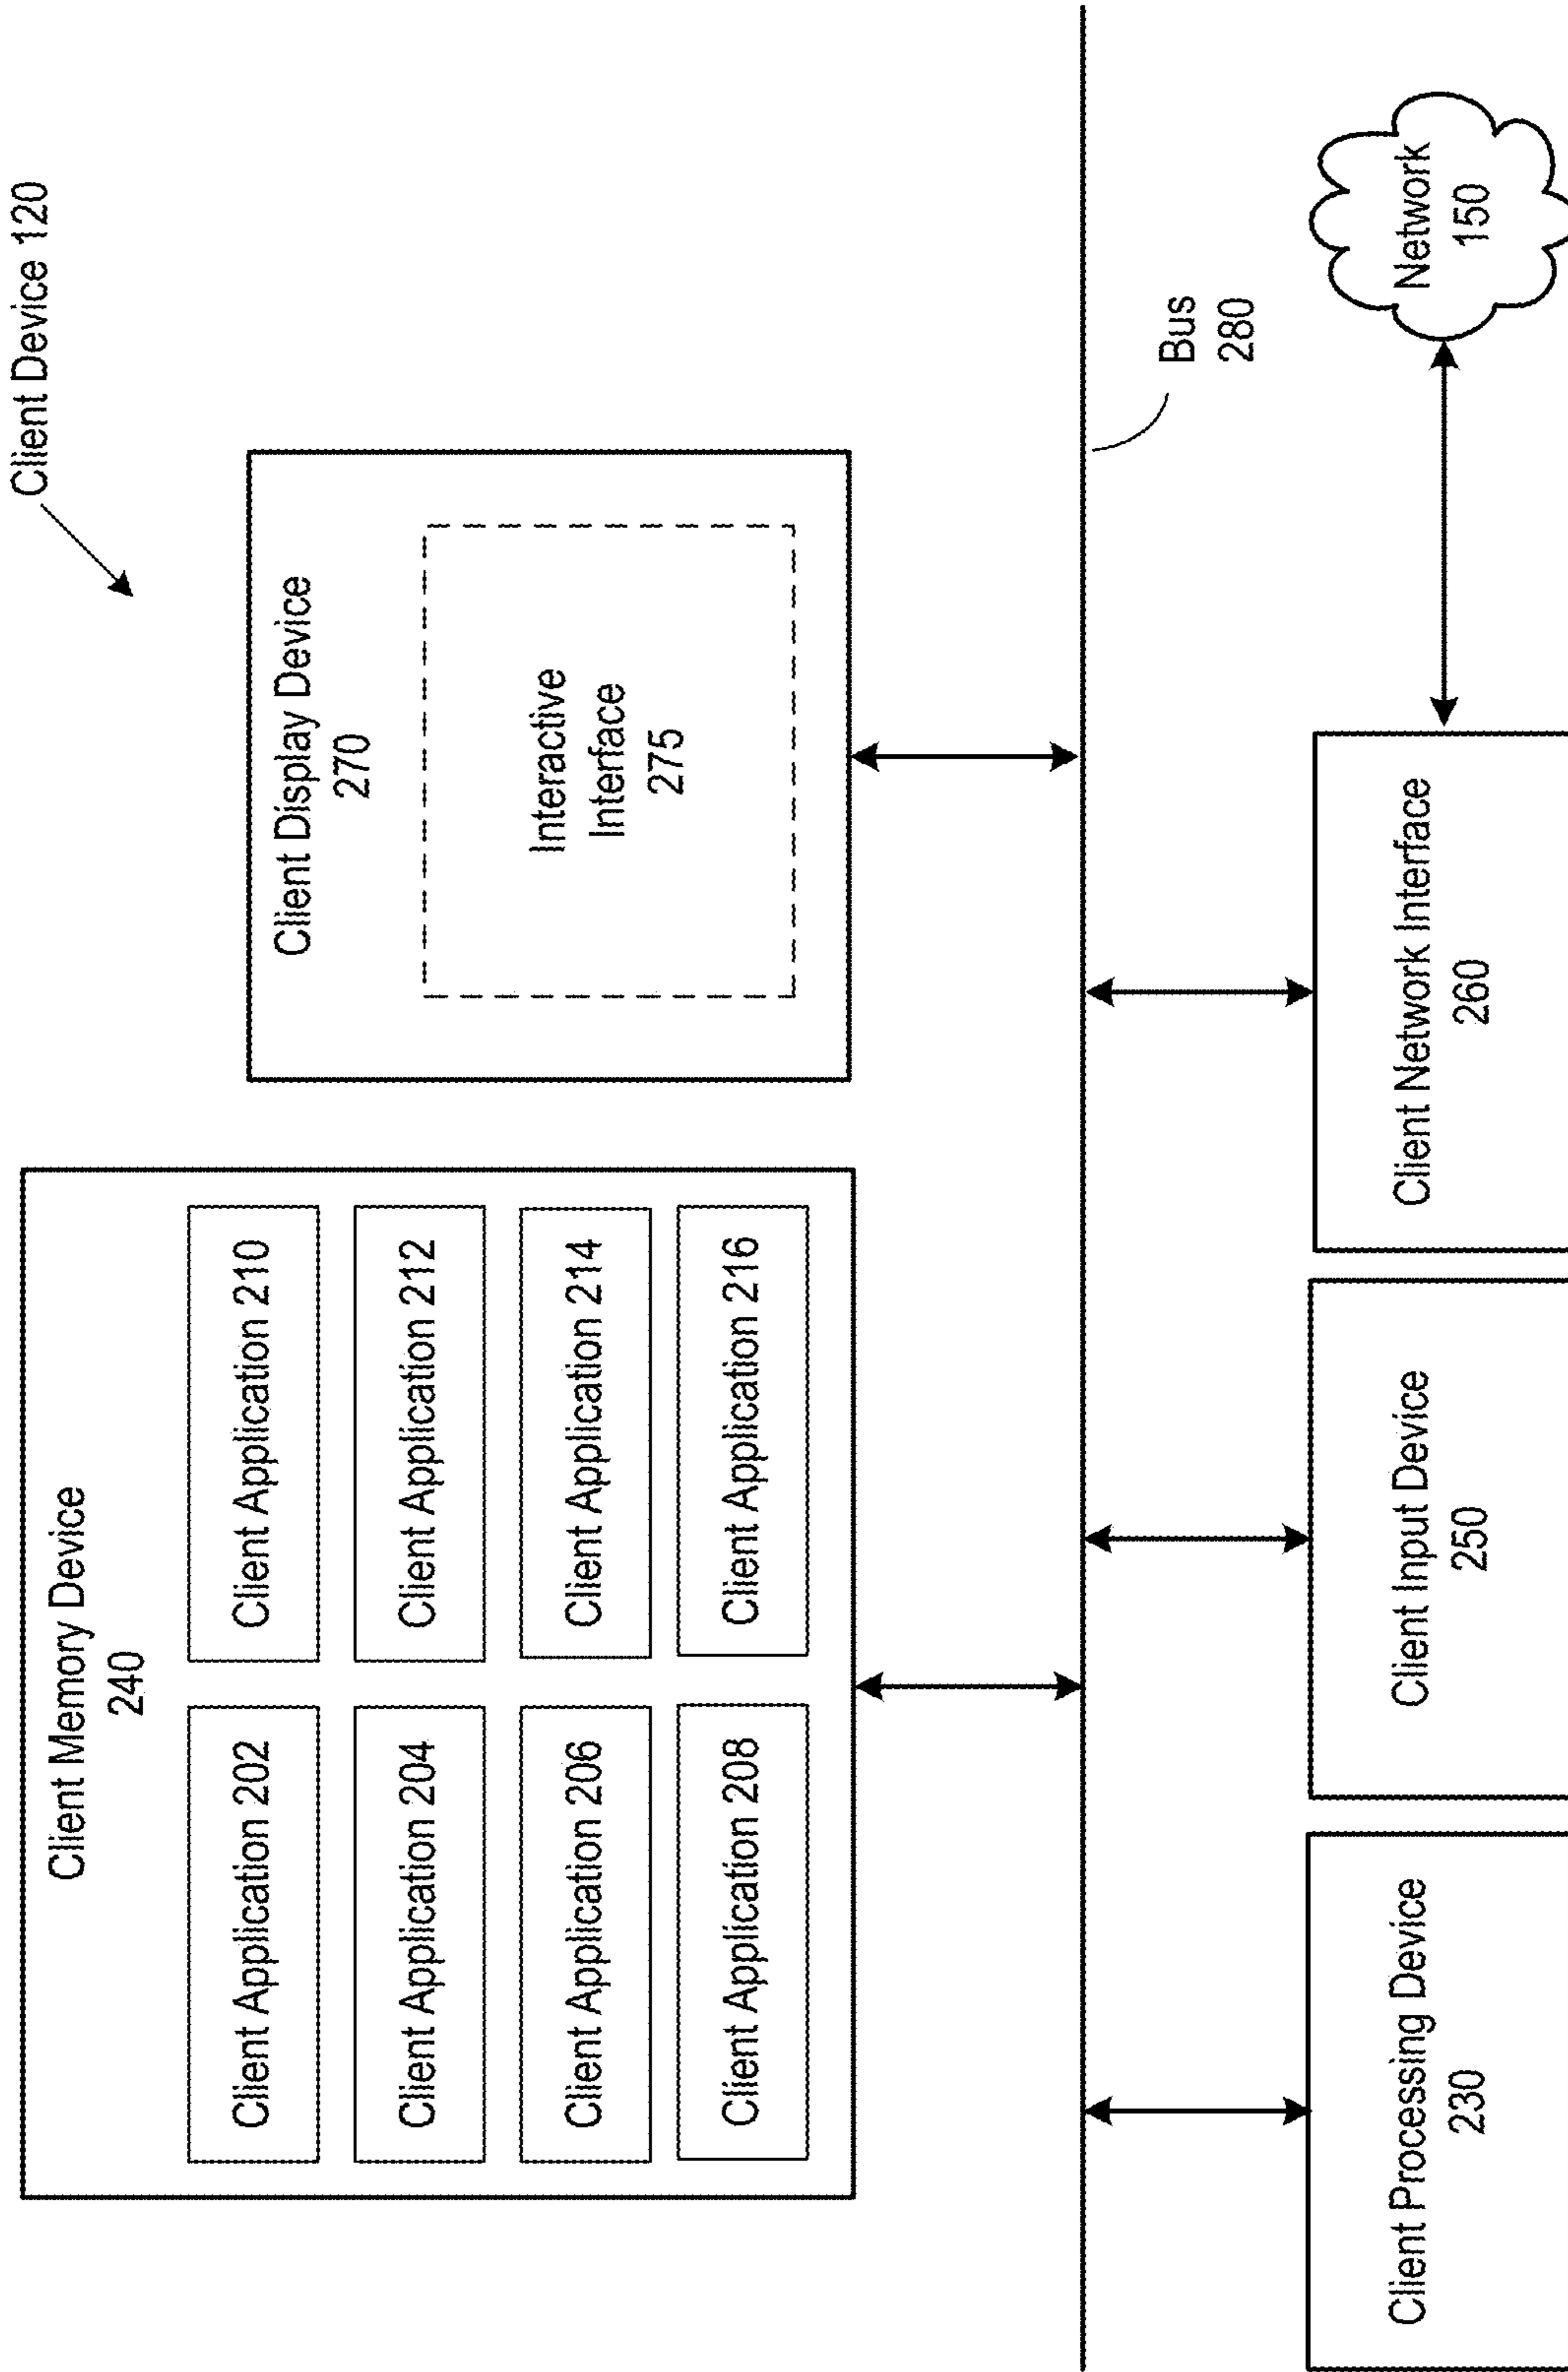 Client Device 120
Client Memory Device
240
Client Application 202
Client Application 210
Client Application 204
Client Application 212
Client Application 206
Client Application 214
Client Application 208
Client Application 216
Client Display Device
270
Interactive
Interface
275
Bus
280
Client Processing Device
230
Client Input Device
250
Client Network Interface
260
Network
150